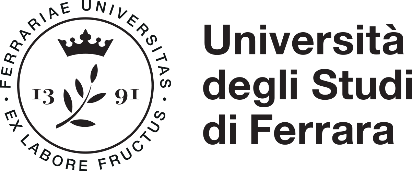 FERRARIAE UNIVERSITAS
13 91
EX LABORE FRUCTUS
Università
degli Studi
di Ferrara